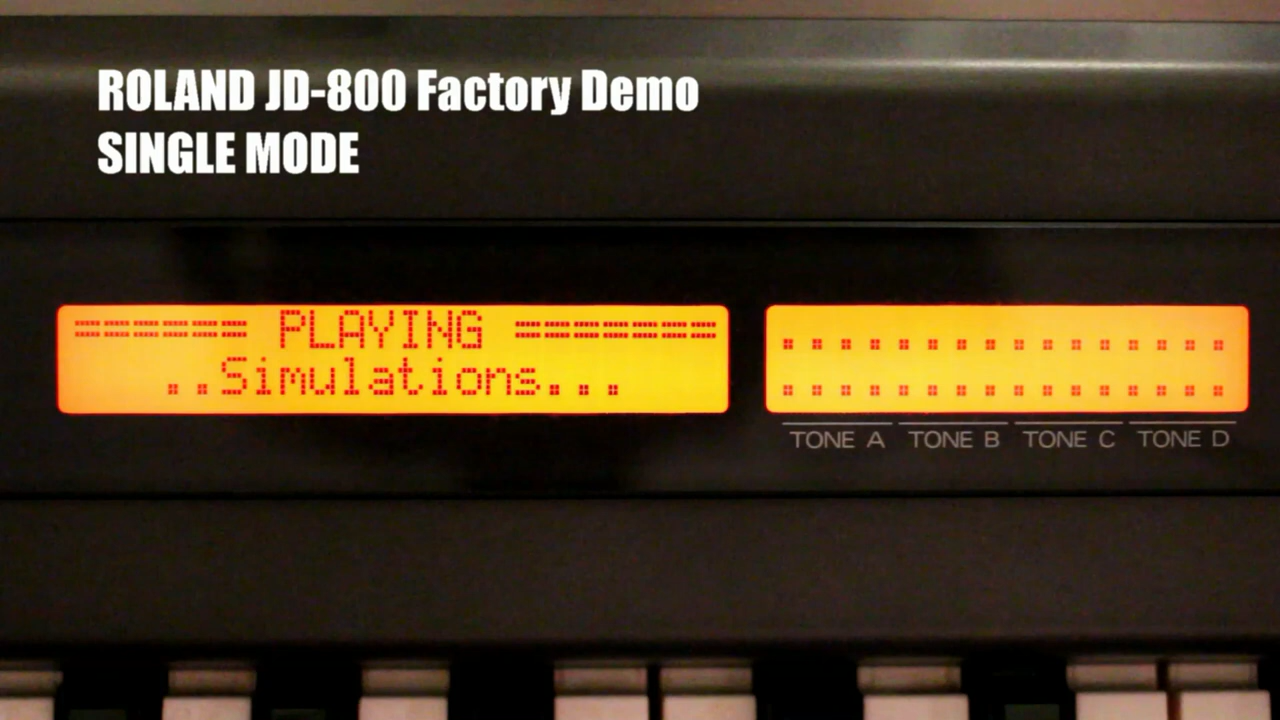 ROLAND JD-800 Factory Demo
SINGLE MODE
====== PLAYING =======
..Simulations...
TONE A TONE B TONE C TONE D